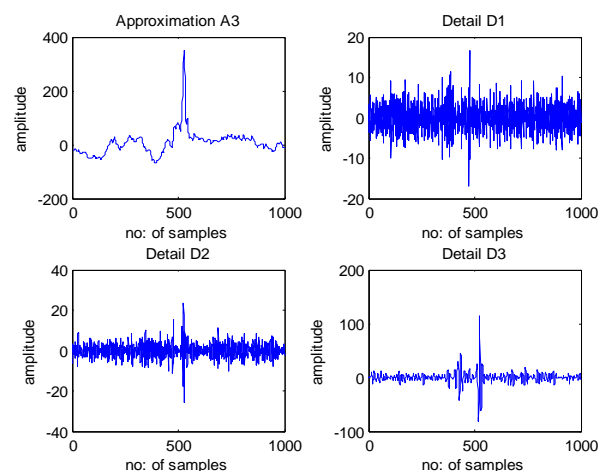 Approximation A3
400
200
0
-200
amplitude
0
500
1000
no: of samples
Detail D1
20
10
0
-10
20
amplitude
0
500
1000
no: of samples
Detail D2
40
20
0
-20
-40
amplitude
0
500
1000
no: of samples
Detail D3
200
100
0
-100
amplitude
0
500
1000
no: of samples